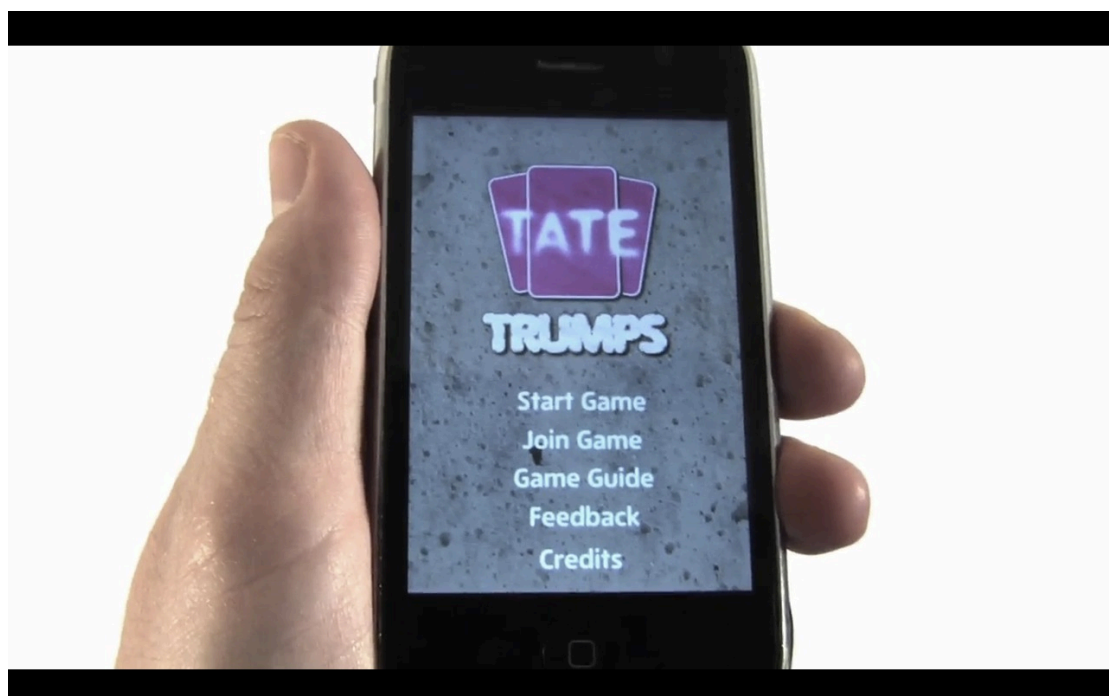 TATE
TRUMPS
Start Game
Join Game
Game Guide
Feedback
Credits